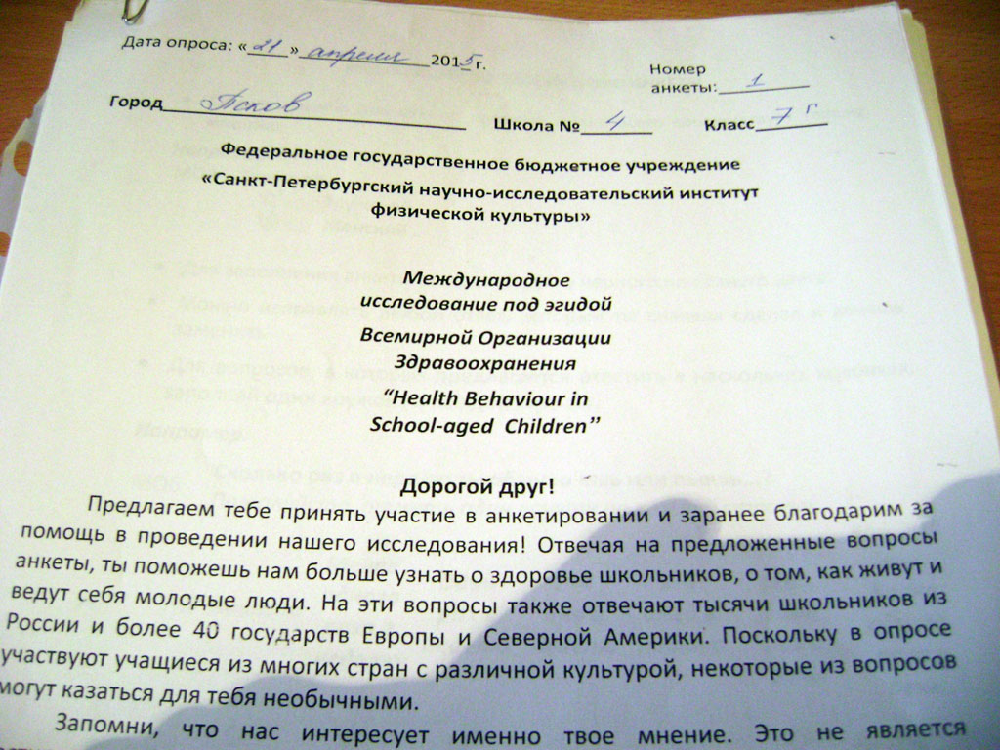 Дата опроса: «21» апреля 2015 г.
Номер
анкеты: 1
Город Псков Школа № 4 Класс 7 г
Федеральное государственное бюджетное учреждение
«Санкт-Петербургский научно-исследовательский институт
физической культуры»
Международное
исследование под эгидой
Всемирной Организации
Здравоохранения
“Health Behaviour in
School-aged Children”
Дорогой друг!
Предлагаем тебе принять участие в анкетировании и заранее благодарим за
помощь в проведении нашего исследования! Отвечая на предложенные вопросы
анкеты, ты поможешь нам больше узнать о здоровье школьников, о том, как живут и
ведут себя молодые люди. На эти вопросы также отвечают тысячи школьников из
России и более 40 государств Европы и Северной Америки. Поскольку в опросе
участвуют учащиеся из многих стран с различной культурой, некоторые из вопросов
могут казаться для тебя необычными.
Запомни, что нас интересует именно твое мнение. Это не является